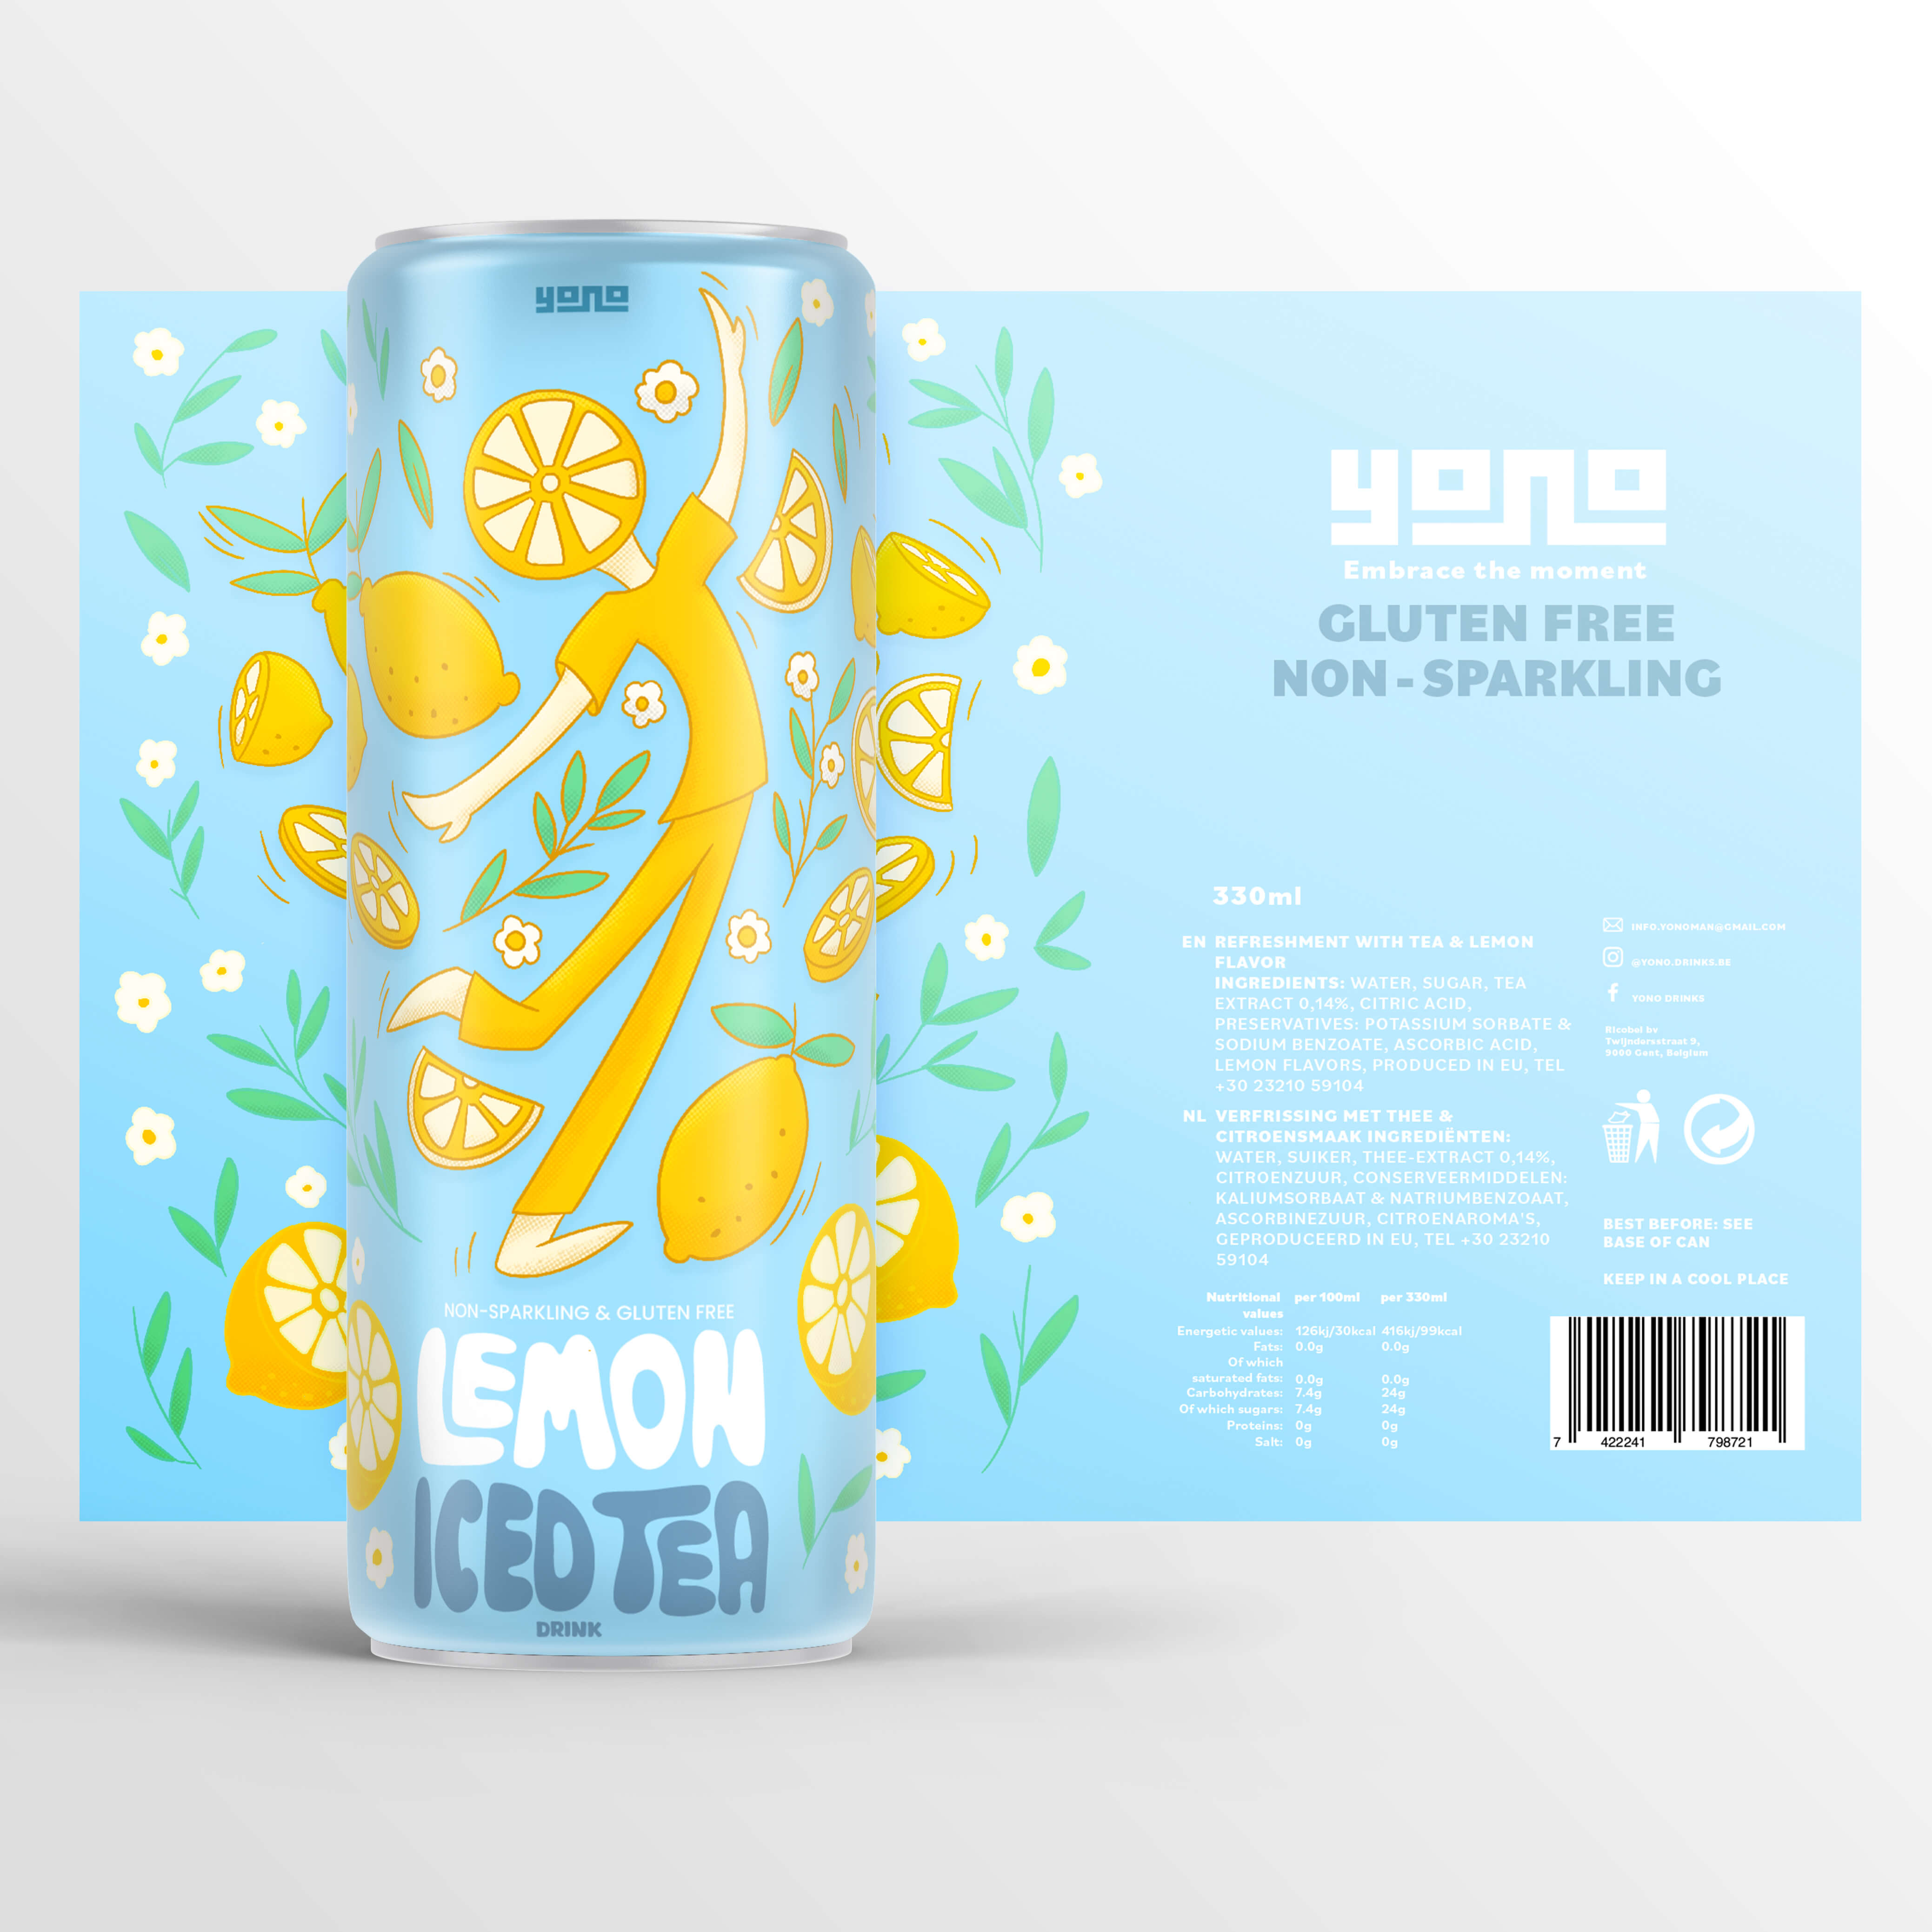 yono
NON-SPARKLING & GLUTEN FREE
LEMON
ICED TEA
DRINK
yono
Embrace the moment
GLUTEN FREE
NON-SPARKLING
330ml
EN REFRESHMENT WITH TEA & LEMON
FLAVOR
INGREDIENTS: WATER, SUGAR, TEA
EXTRACT 0,14%, CITRIC ACID,
PRESERVATIVES: POTASSIUM SORBATE &
SODIUM BENZOATE, ASCORBIC ACID,
LEMON FLAVORS, PRODUCED IN EU, TEL
+30 23210 59104
NL VERFRISSING MET THEE &
CITROENSMAAK INGREDIËNTEN:
WATER, SUIKER, THEE-EXTRACT 0,14%,
CITROENZUUR, CONSERVEERMIDDELEN:
KALIUMSORBAAT & NATRIUMBENZOAAT,
ASCORBINEZUUR, CITROENAROMA'S,
GEPRODUCEERD IN EU, TEL +30 23210
59104
Nutritional per 100ml per 330ml
values
Energetic values: 126kj/30kcal 416kj/99kcal
Fats: 0.0g 0.0g
Of which
saturated fats: 0.0g 0.0g
Carbohydrates: 7.4g 24g
Of which sugars: 7.4g 24g
Proteins: 0g 0g
Salt: 0g 0g
INFO.YONOMAN@GMAIL.COM
@YONO.DRINKS.BE
YONO DRINKS
Ricobel bv
Twijnderstraat 9,
9000 Gent, Belgium
BEST BEFORE: SEE
BASE OF CAN
KEEP IN A COOL PLACE
7 422241 798721